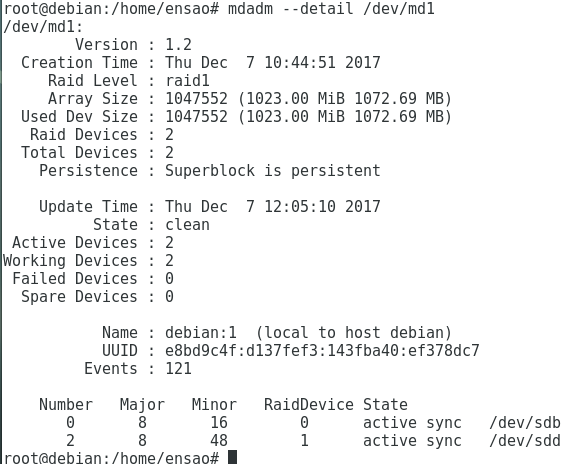 root@debian:/home/ensao# mdadm --detail /dev/md1
/dev/md1:
        Version : 1.2
  Creation Time : Thu Dec  7 10:44:51 2017
     Raid Level : raid1
     Array Size : 1047552 (1023.00 MiB 1072.69 MB)
  Used Dev Size : 1047552 (1023.00 MiB 1072.69 MB)
   Raid Devices : 2
  Total Devices : 2
    Persistence : Superblock is persistent

    Update Time : Thu Dec  7 12:05:10 2017
          State : clean
 Active Devices : 2
Working Devices : 2
 Failed Devices : 0
  Spare Devices : 0

           Name : debian:1  (local to host debian)
           UUID : e8bd9c4f:d137fef3:143fba40:ef378dc7
         Events : 121

    Number   Major   Minor   RaidDevice State
       0       8       16        0      active sync   /dev/sdb
       2       8       48        1      active sync   /dev/sdd
root@debian:/home/ensao#